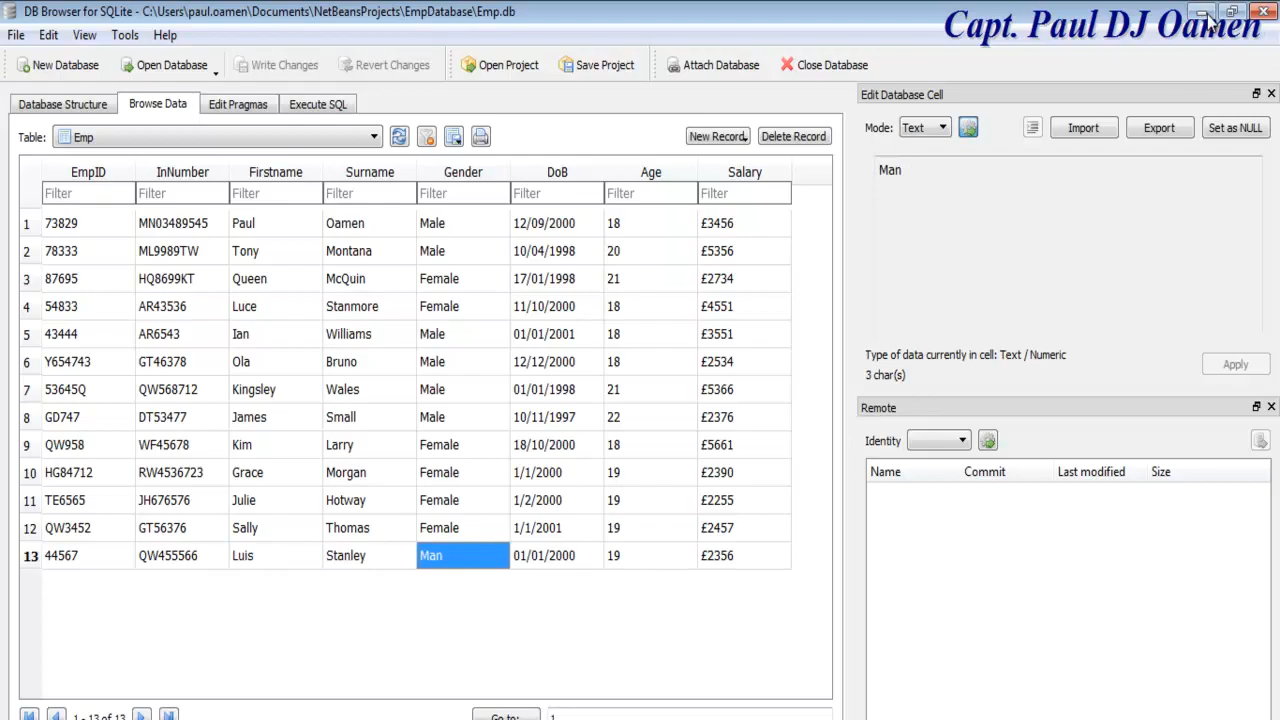 DB Browser for SQLite - C:\Users\paul.oamen\Documents\NetBeansProjects\EmpDatabase\Emp.db
Capt. Paul DJ Oamen
File Edit View Tools Help
New Database Open Database Write Changes Revert Changes Open Project Save Project Attach Database Close Database
Database Structure Browse Data Edit Pragmas Execute SQL
Table: Emp New Record Delete Record
EmpID InNumber Firstname Surname Gender DoB Age Salary
Filter Filter Filter Filter Filter Filter Filter Filter
1 73829 MN03489545 Paul Oamen Male 12/09/2000 18 £3456
2 78333 ML9989TW Tony Montana Male 10/04/1998 20 £5356
3 87695 HQ8699KT Queen McQuin Female 17/01/1998 21 £2734
4 54833 AR43536 Luce Stanmore Female 11/10/2000 18 £4551
5 43444 AR6543 Ian Williams Male 01/01/2001 18 £3551
6 Y654743 GT46378 Ola Bruno Male 12/12/2000 18 £2534
7 53645Q QW568712 Kingsley Wales Male 01/01/1998 21 £5366
8 GD747 DT53477 James Small Male 10/11/1997 22 £2376
9 QW958 WF45678 Kim Larry Female 18/10/2000 18 £5661
10 HG84712 RW4536723 Grace Morgan Female 1/1/2000 19 £2390
11 TE6565 JH676576 Julie Hotway Female 1/2/2000 19 £2255
12 QW3452 GT56376 Sally Thomas Female 1/1/2001 19 £2457
13 44567 QW455566 Luis Stanley Man 01/01/2000 19 £2356
1 - 13 of 13 Go to: 1
Edit Database Cell
Mode: Text Import Export Set as NULL
Man
Type of data currently in cell: Text / Numeric
3 char(s)
Apply
Remote
Identity
Name Commit Last modified Size